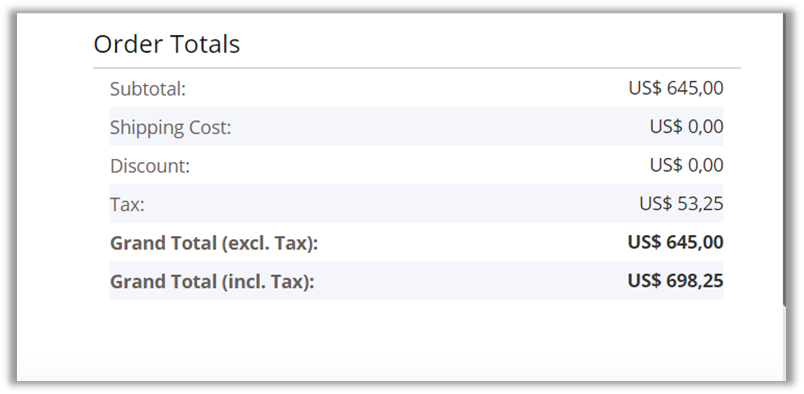 Order Totals
Subtotal: US$ 645,00
Shipping Cost: US$ 0,00
Discount: US$ 0,00
Tax: US$ 53,25
Grand Total (excl. Tax): US$ 645,00
Grand Total (incl. Tax): US$ 698,25